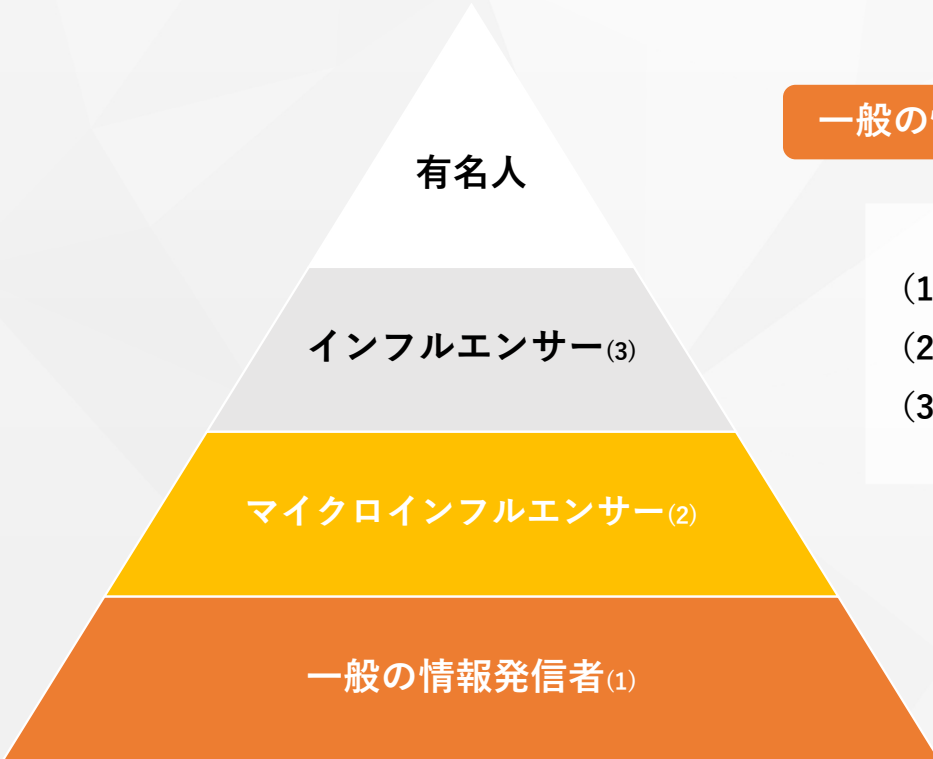 有名人
インフルエンサー(3)
マイクロインフルエンサー(2)
一般の情報発信者(1)
一般の
（1
（2
（3